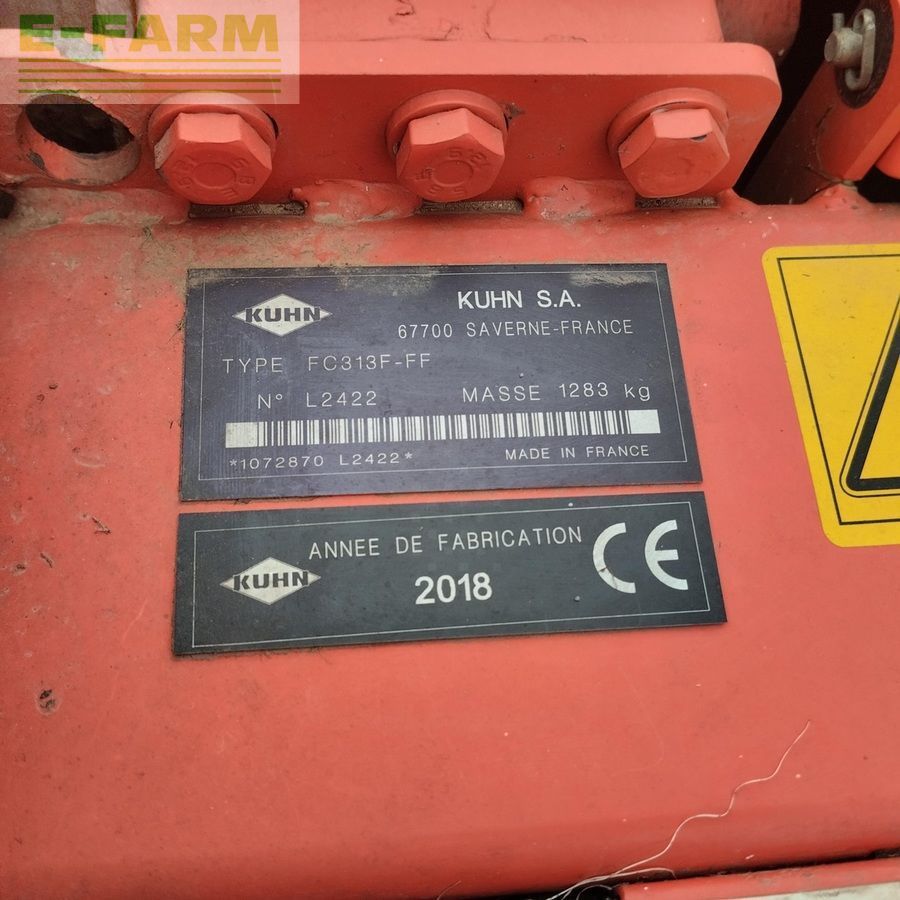 E-FARM
KUHN
KUHN S.A.
67700 SAVERNE-FRANCE
TYPE FC313F-FF
N° L2422 MASSE 1283 kg
*1072870 L2422* MADE IN FRANCE
KUHN
ANNEE DE FABRICATION
2018
CE